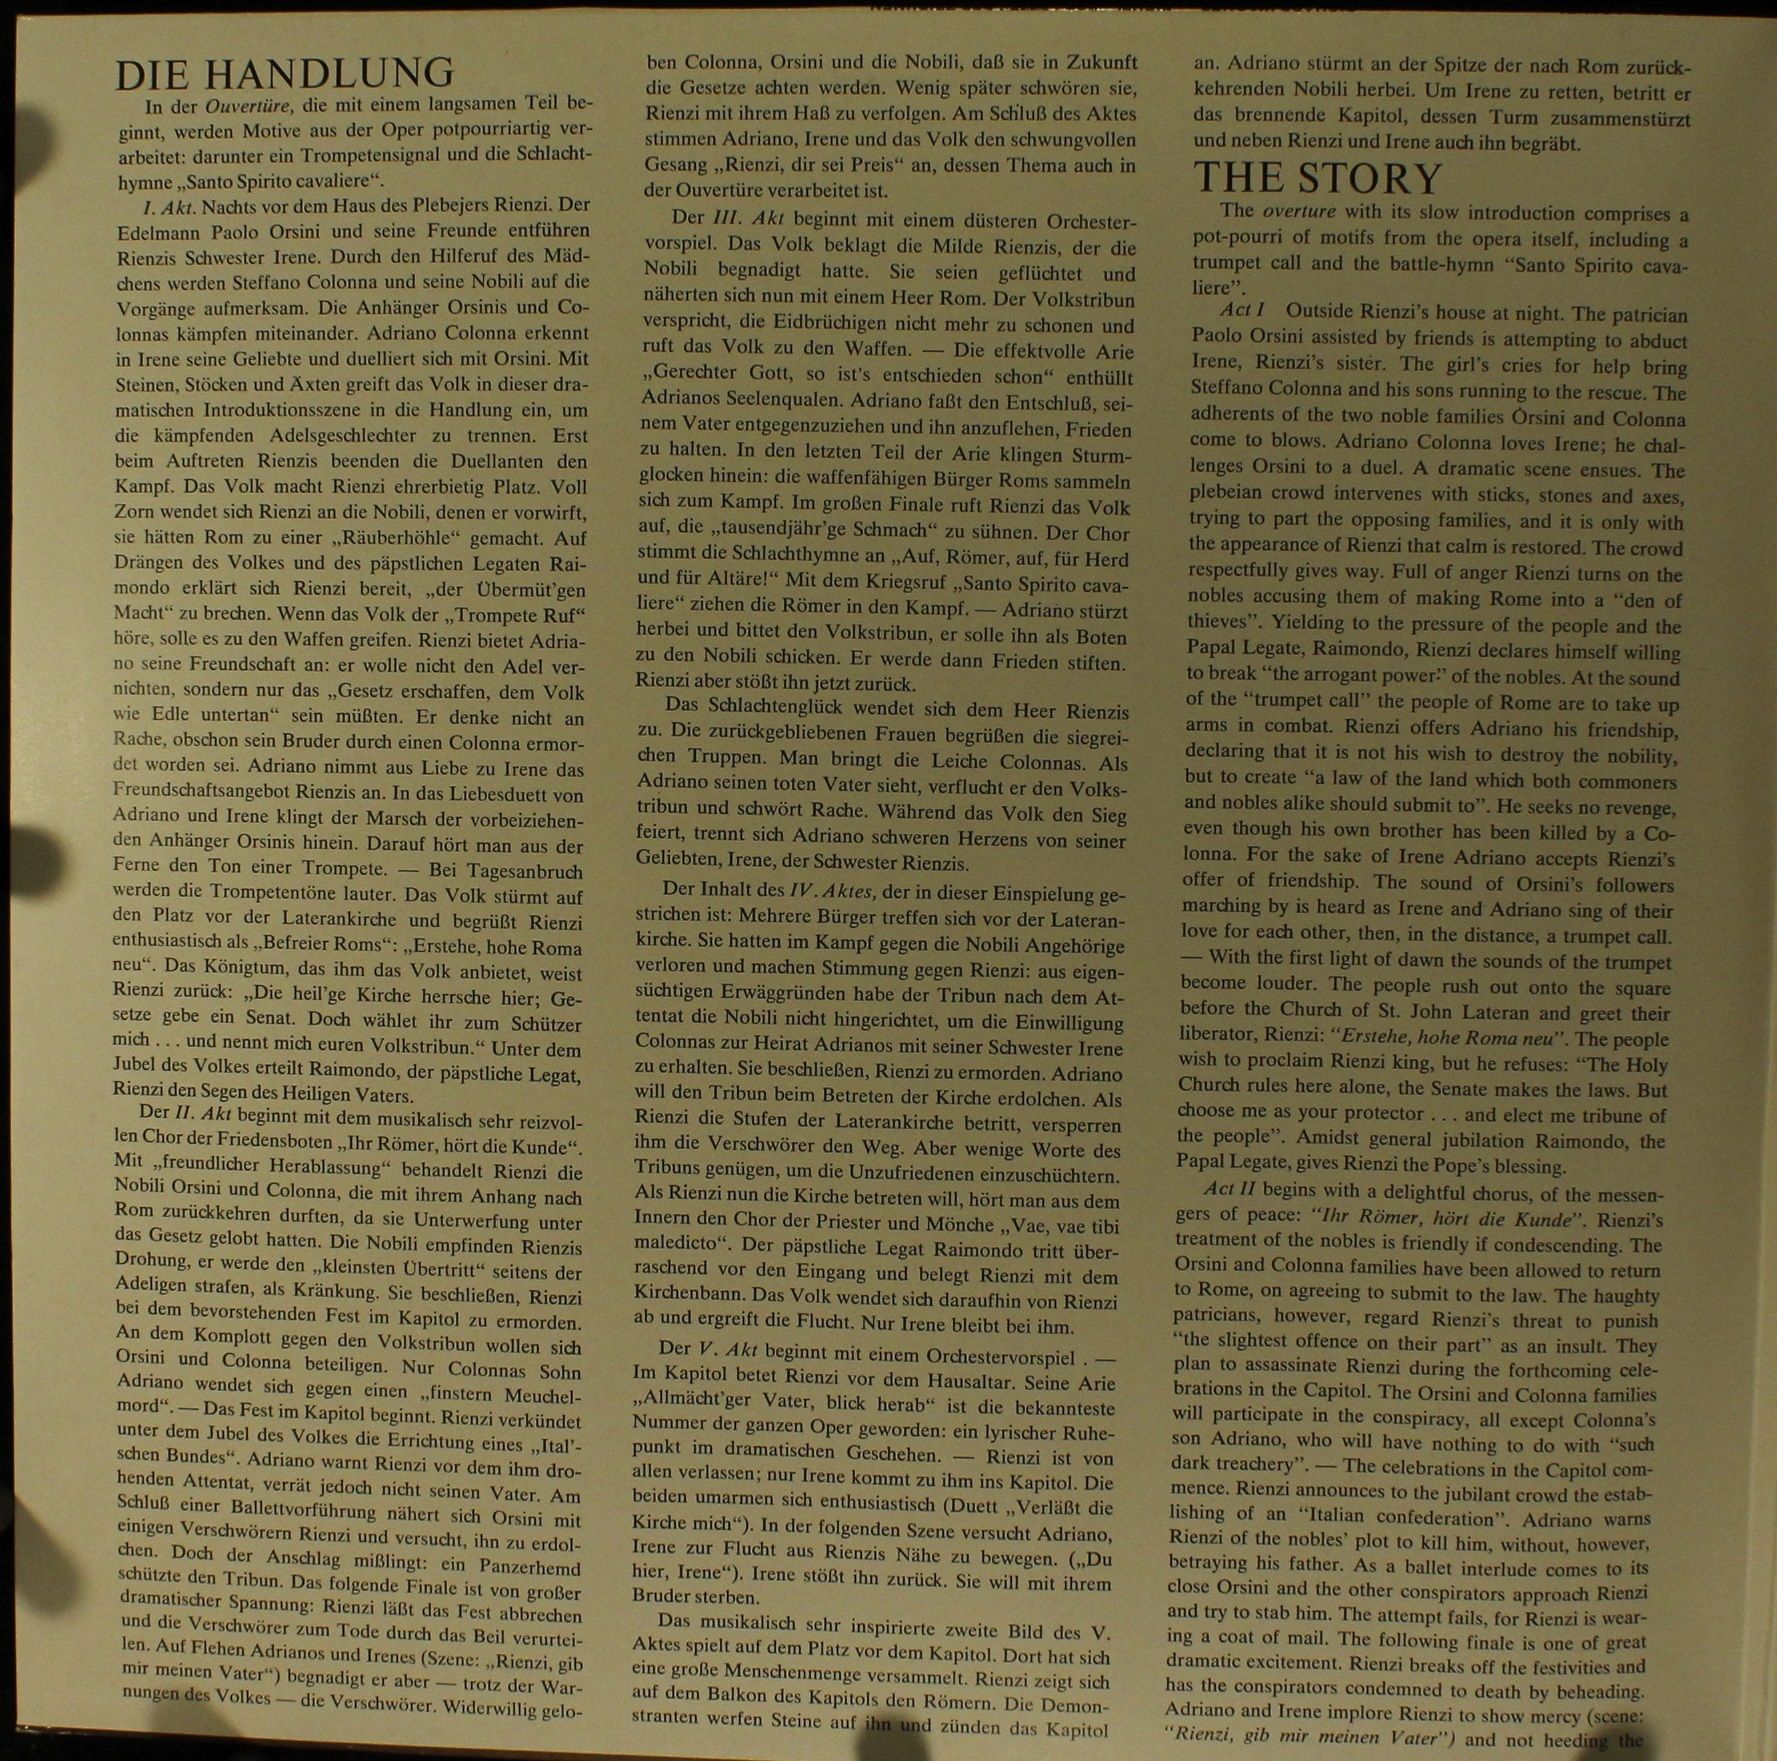 DIE HANDLUNG
In der Ouvertüre, die mit einem langsamen Teil be-
ginnt, werden Motive aus der Oper potpourriartig ver-
arbeitet: darunter ein Trompetensignal und die Schlacht-
hymne „Santo Spirito cavaliere“.
I. Akt. Nachts vor dem Haus des Plebejers Rienzi. Der
Edelmann Paolo Orsini und seine Freunde entführen
Rienzis Schwester Irene. Durch den Hilferuf des Mäd-
chens werden Steffano Colonna und seine Nobili auf die
Vorgänge aufmerksam. Die Anhänger Orsinis und Co-
lonnas kämpfen miteinander. Adriano Colonna erkennt
in Irene seine Geliebte und duelliert sich mit Orsini. Mit
Steinen, Stöcken und Äxten greift das Volk in dieser dra-
matischen Introduktionsszene in die Handlung ein, um
die kämpfenden Adelsgeschlechter zu trennen. Erst
beim Auftreten Rienzis beenden die Duellanten den
Kampf. Das Volk macht Rienzi ehrerbietig Platz. Voll
Zorn wendet sich Rienzi an die Nobili, denen er vorwirft,
sie hätten Rom zu einer „Räuberhöhle“ gemacht. Auf
Drängen des Volkes und des päpstlichen Legaten Rai-
mondo erklärt sich Rienzi bereit, „der Übermüt'gen
Macht“ zu brechen. Wenn das Volk der „Trompete Ruf“
höre, solle es zu den Waffen greifen. Rienzi bietet Adria-
no seine Freundschaft an: er wolle nicht den Adel ver-
nichten, sondern nur das „Gesetz erschaffen, dem Volk
wie Edle untertan“ sein müßten. Er denke nicht an
Rache, obschon sein Bruder durch einen Colonna ermor-
det worden sei. Adriano nimmt aus Liebe zu Irene das
Freundschaftsangebot Rienzis an. In das Liebesduett von
Adriano und Irene klingt der Marsch der vorbeiziehen-
den Anhänger Orsinis hinein. Darauf hört man aus der
Ferne den Ton einer Trompete. — Bei Tagesanbruch
werden die Trompetentöne lauter. Das Volk stürmt auf
den Platz vor der Laterankirche und begrüßt Rienzi
enthusiastisch als „Befreier Roms“: „Erstehe, hohe Roma
neu“. Das Königtum, das ihm das Volk anbietet, weist
Rienzi zurück: „Die heil'ge Kirche herrsche hier; Ge-
setze gebe ein Senat. Doch wählet ihr zum Schützer
mich . . . und nennt mich euren Volkstribun.“ Unter dem
Jubel des Volkes erteilt Raimondo, der päpstliche Legat,
Rienzi den Segen des Heiligen Vaters.
Der II. Akt beginnt mit dem musikalisch sehr reizvol-
len Chor der Friedensboten „Ihr Römer, hört die Kunde“.
Mit „freundlicher Herablassung“ behandelt Rienzi die
Nobili Orsini und Colonna, die mit ihrem Anhang nach
Rom zurückkehren durften, da sie Unterwerfung unter
das Gesetz gelobt hatten. Die Nobili empfinden Rienzis
Drohung, er werde den „kleinsten Übertritt“ seitens der
Adeligen strafen, als Kränkung. Sie beschließen, Rienzi
bei dem bevorstehenden Fest im Kapitol zu ermorden.
An dem Komplott gegen den Volkstribun wollen sich
Orsini und Colonna beteiligen. Nur Colonnas Sohn
Adriano wendet sich gegen einen „finstern Meuchel-
mord“. — Das Fest im Kapitol beginnt. Rienzi verkündet
unter dem Jubel des Volkes die Errichtung eines „Ital'-
schen Bundes“. Adriano warnt Rienzi vor dem ihm dro-
henden Attentat, verrät jedoch nicht seinen Vater. Am
Schluß einer Ballettvorführung nähert sich Orsini mit
einigen Verschwörern Rienzi und versucht, ihn zu erdol-
chen. Doch der Anschlag mißlingt: ein Panzerhemd
schützte den Tribun. Das folgende Finale ist von großer
dramatischer Spannung: Rienzi läßt das Fest abbrechen
und die Verschwörer zum Tode durch das Beil verurtei-
len. Auf Flehen Adrianos und Irenes (Szene: „Rienzi, gib
mir meinen Vater“) begnadigt er aber — trotz der War-
nungen des Volkes — die Verschwörer. Widerwillig gelo-
ben Colonna, Orsini und die Nobili, daß sie in Zukunft
die Gesetze achten werden. Wenig später schwören sie,
Rienzi mit ihrem Haß zu verfolgen. Am Schluß des Aktes
stimmen Adriano, Irene und das Volk den schwungvollen
Gesang „Rienzi, dir sei Preis“ an, dessen Thema auch in
der Ouvertüre verarbeitet ist.
Der III. Akt beginnt mit einem düsteren Orchester-
vorspiel. Das Volk beklagt die Milde Rienzis, der die
Nobili begnadigt hatte. Sie seien geflüchtet und
näherten sich nun mit einem Heer Rom. Der Volkstribun
verspricht, die Eidbrüchigen nicht mehr zu schonen und
ruft das Volk zu den Waffen. — Die effektvolle Arie
„Gerechter Gott, so ist's entschieden schon“ enthüllt
Adrianos Seelenqualen. Adriano faßt den Entschluß, sei-
nem Vater entgegenzuziehen und ihn anzuflehen, Frieden
zu halten. In den letzten Teil der Arie klingen Sturm-
glocken hinein: die waffenfähigen Bürger Roms sammeln
sich zum Kampf. Im großen Finale ruft Rienzi das Volk
auf, die „tausendjähr'ge Schmach“ zu sühnen. Der Chor
stimmt die Schlachthymne an „Auf, Römer, auf, für Herd
und für Altäre!“ Mit dem Kriegsruf „Santo Spirito cava-
liere“ ziehen die Römer in den Kampf. — Adriano stürzt
herbei und bittet den Volkstribun, er solle ihn als Boten
zu den Nobili schicken. Er werde dann Frieden stiften.
Rienzi aber stößt ihn jetzt zurück.
Das Schlachtenglück wendet sich dem Heer Rienzis
zu. Die zurückgebliebenen Frauen begrüßen die siegrei-
chen Truppen. Man bringt die Leiche Colonnas. Als
Adriano seinen toten Vater sieht, verflucht er den Volks-
tribun und schwört Rache. Während das Volk den Sieg
feiert, trennt sich Adriano schweren Herzens von seiner
Geliebten, Irene, der Schwester Rienzis.
Der Inhalt des IV. Aktes, der in dieser Einspielung ge-
strichen ist: Mehrere Bürger treffen sich vor der Lateran-
kirche. Sie hatten im Kampf gegen die Nobili Angehörige
verloren und machen Stimmung gegen Rienzi: aus eigen-
süchtigen Erwäggründen habe der Tribun nach dem At-
tentat die Nobili nicht hingerichtet, um die Einwilligung
Colonnas zur Heirat Adrianos mit seiner Schwester Irene
zu erhalten. Sie beschließen, Rienzi zu ermorden. Adriano
will den Tribun beim Betreten der Kirche erdolchen. Als
Rienzi die Stufen der Laterankirche betritt, versperren
ihm die Verschwörer den Weg. Aber wenige Worte des
Tribuns genügen, um die Unzufriedenen einzuschüchtern.
Als Rienzi nun die Kirche betreten will, hört man aus dem
Innern den Chor der Priester und Mönche „Vae, vae tibi
maledicto“. Der päpstliche Legat Raimondo tritt über-
raschend vor den Eingang und belegt Rienzi mit dem
Kirchenbann. Das Volk wendet sich daraufhin von Rienzi
ab und ergreift die Flucht. Nur Irene bleibt bei ihm.
Der V. Akt beginnt mit einem Orchestervorspiel . —
Im Kapitol betet Rienzi vor dem Hausaltar. Seine Arie
„Allmächt'ger Vater, blick herab“ ist die bekannteste
Nummer der ganzen Oper geworden: ein lyrischer Ruhe-
punkt im dramatischen Geschehen. — Rienzi ist von
allen verlassen; nur Irene kommt zu ihm ins Kapitol. Die
beiden umarmen sich enthusiastisch (Duett „Verläßt die
Kirche mich“). In der folgenden Szene versucht Adriano,
Irene zur Flucht aus Rienzis Nähe zu bewegen. („Du
hier, Irene“). Irene stößt ihn zurück. Sie will mit ihrem
Bruder sterben.
Das musikalisch sehr inspirierte zweite Bild des V.
Aktes spielt auf dem Platz vor dem Kapitol. Dort hat sich
eine große Menschenmenge versammelt. Rienzi zeigt sich
auf dem Balkon des Kapitols den Römern. Die Demon-
stranten werfen Steine auf ihn und zünden das Kapitol
an. Adriano stürmt an der Spitze der nach Rom zurück-
kehrenden Nobili herbei. Um Irene zu retten, betritt er
das brennende Kapitol, dessen Turm zusammenstürzt
und neben Rienzi und Irene auch ihn begräbt.
THE STORY
The overture with its slow introduction comprises a
pot-pourri of motifs from the opera itself, including a
trumpet call and the battle-hymn “Santo Spirito cava-
liere”.
Act I Outside Rienzi's house at night. The patrician
Paolo Orsini assisted by friends is attempting to abduct
Irene, Rienzi's sister. The girl's cries for help bring
Steffano Colonna and his sons running to the rescue. The
adherents of the two noble families Orsini and Colonna
come to blows. Adriano Colonna loves Irene; he chal-
lenges Orsini to a duel. A dramatic scene ensues. The
plebeian crowd intervenes with sticks, stones and axes,
trying to part the opposing families, and it is only with
the appearance of Rienzi that calm is restored. The crowd
respectfully gives way. Full of anger Rienzi turns on the
nobles accusing them of making Rome into a “den of
thieves”. Yielding to the pressure of the people and the
Papal Legate, Raimondo, Rienzi declares himself willing
to break “the arrogant power” of the nobles. At the sound
of the “trumpet call” the people of Rome are to take up
arms in combat. Rienzi offers Adriano his friendship,
declaring that it is not his wish to destroy the nobility,
but to create “a law of the land which both commoners
and nobles alike should submit to”. He seeks no revenge,
even though his own brother has been killed by a Co-
lonna. For the sake of Irene Adriano accepts Rienzi's
offer of friendship. The sound of Orsini's followers
marching by is heard as Irene and Adriano sing of their
love for each other, then, in the distance, a trumpet call.
— With the first light of dawn the sounds of the trumpet
become louder. The people rush out onto the square
before the Church of St. John Lateran and greet their
liberator, Rienzi: “Erstehe, hohe Roma neu”. The people
wish to proclaim Rienzi king, but he refuses: “The Holy
Church rules here alone, the Senate makes the laws. But
choose me as your protector . . . and elect me tribune of
the people”. Amidst general jubilation Raimondo, the
Papal Legate, gives Rienzi the Pope's blessing.
Act II begins with a delightful chorus, of the messen-
gers of peace: “Ihr Römer, hört die Kunde”. Rienzi's
treatment of the nobles is friendly if condescending. The
Orsini and Colonna families have been allowed to return
to Rome, on agreeing to submit to the law. The haughty
patricians, however, regard Rienzi's threat to punish
“the slightest offence on their part” as an insult. They
plan to assassinate Rienzi during the forthcoming cele-
brations in the Capitol. The Orsini and Colonna families
will participate in the conspiracy, all except Colonna's
son Adriano, who will have nothing to do with “such
dark treachery”. — The celebrations in the Capitol com-
mence. Rienzi announces to the jubilant crowd the estab-
lishing of an “Italian confederation”. Adriano warns
Rienzi of the nobles' plot to kill him, without, however,
betraying his father. As a ballet interlude comes to its
close Orsini and the other conspirators approach Rienzi
and try to stab him. The attempt fails, for Rienzi is wear-
ing a coat of mail. The following finale is one of great
dramatic excitement. Rienzi breaks off the festivities and
has the conspirators condemned to death by beheading.
Adriano and Irene implore Rienzi to show mercy (scene:
“Rienzi, gib mir meinen Vater”) and not heeding the